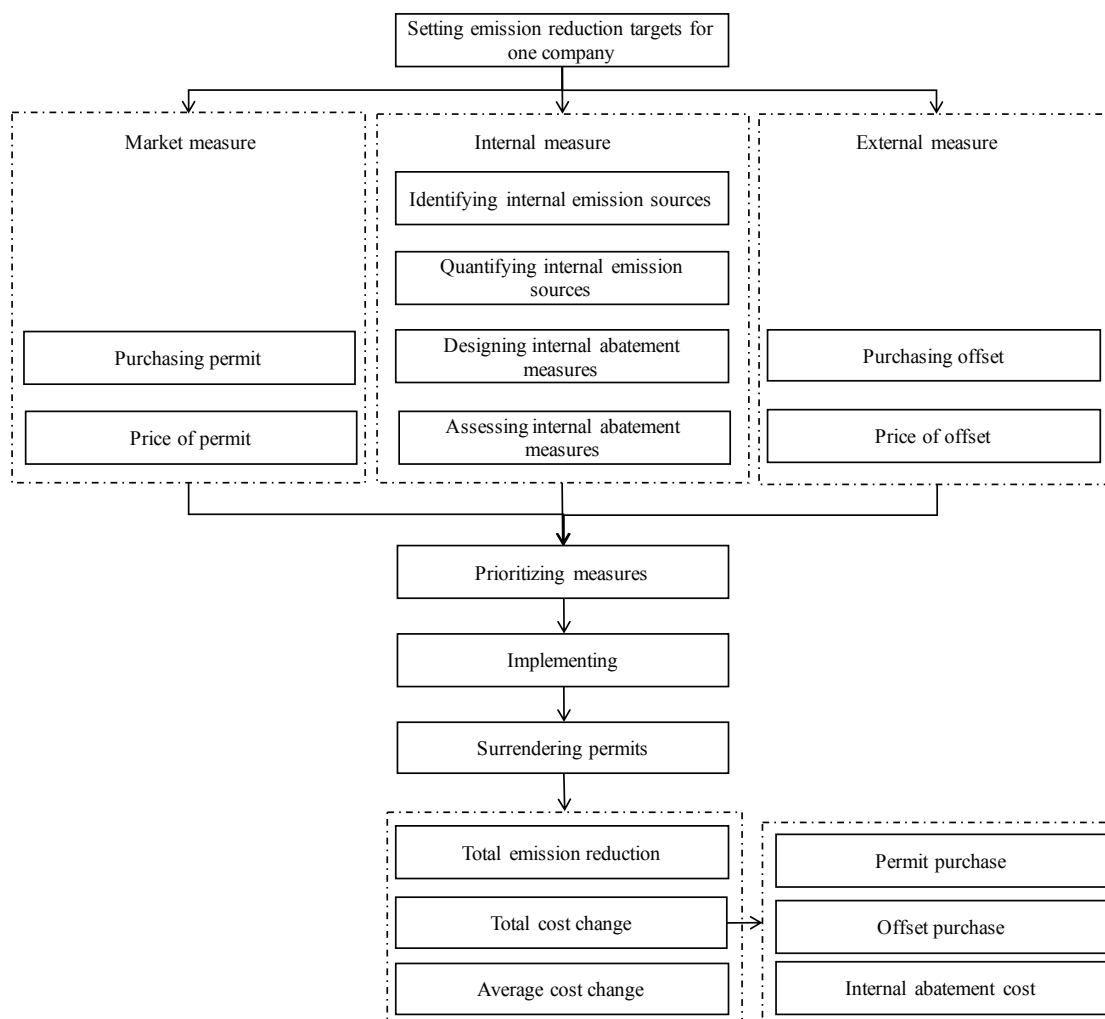 Setting emission reduction targets for
one company
Market measure
Purchasing permit
Price of permit
Internal measure
Identifying internal emission sources
Quantifying internal emission
sources
Designing internal abatement
measures
Assessing internal abatement
measures
External measure
Purchasing offset
Price of offset
Prioritizing measures
Implementing
Surrendering permits
Total emission reduction
Total cost change
Average cost change
Permit purchase
Offset purchase
Internal abatement cost